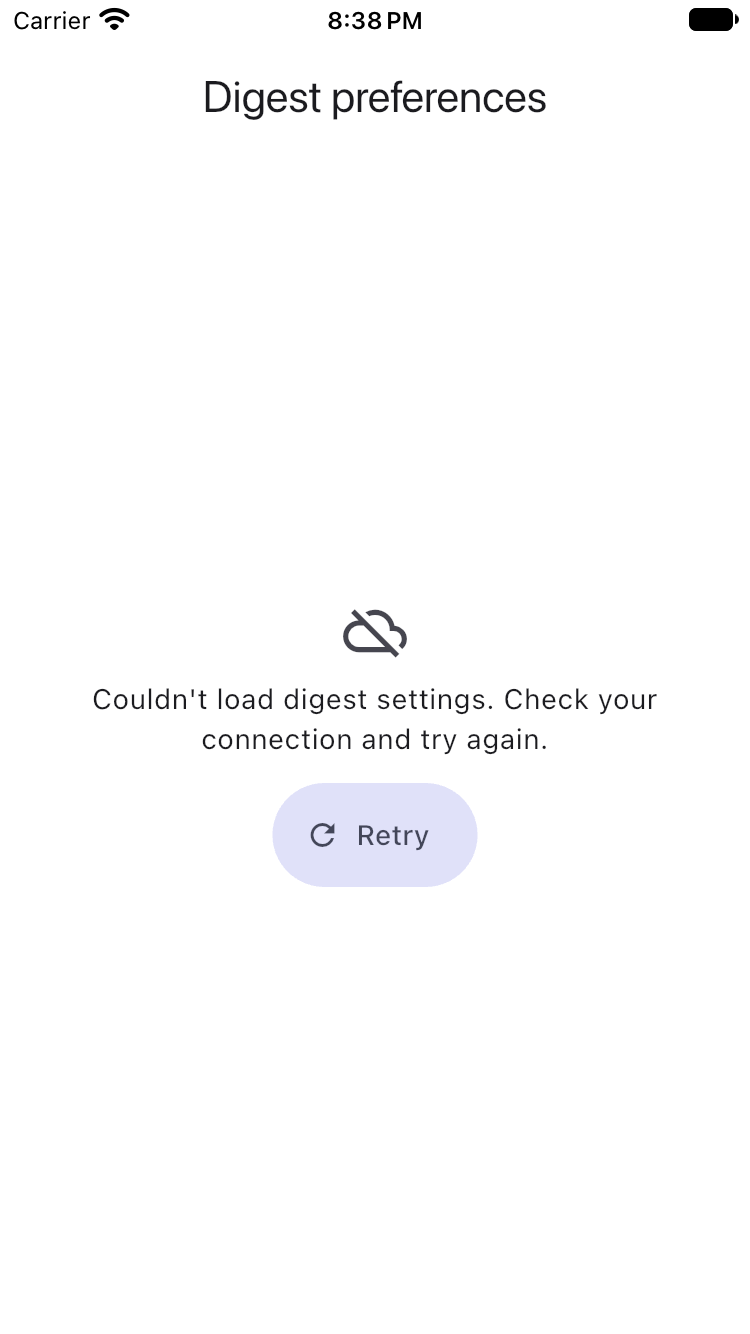 Carrier
8:38 PM
Digest preferences
Couldn't load digest settings. Check your
connection and try again.
Retry